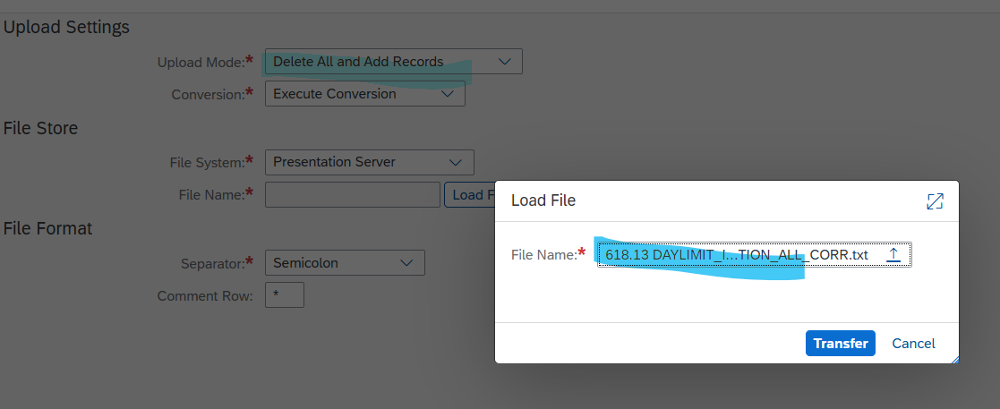 Upload Settings
Upload Mode:* Delete All and Add Records
Conversion:* Execute Conversion
File Store
File System:* Presentation Server
File Name:* Load F
Load File
File Name:* 618.13 DAYLIMIT_I...TION_ALL_CORR.txt
Transfer Cancel
File Format
Separator:* Semicolon
Comment Row: *